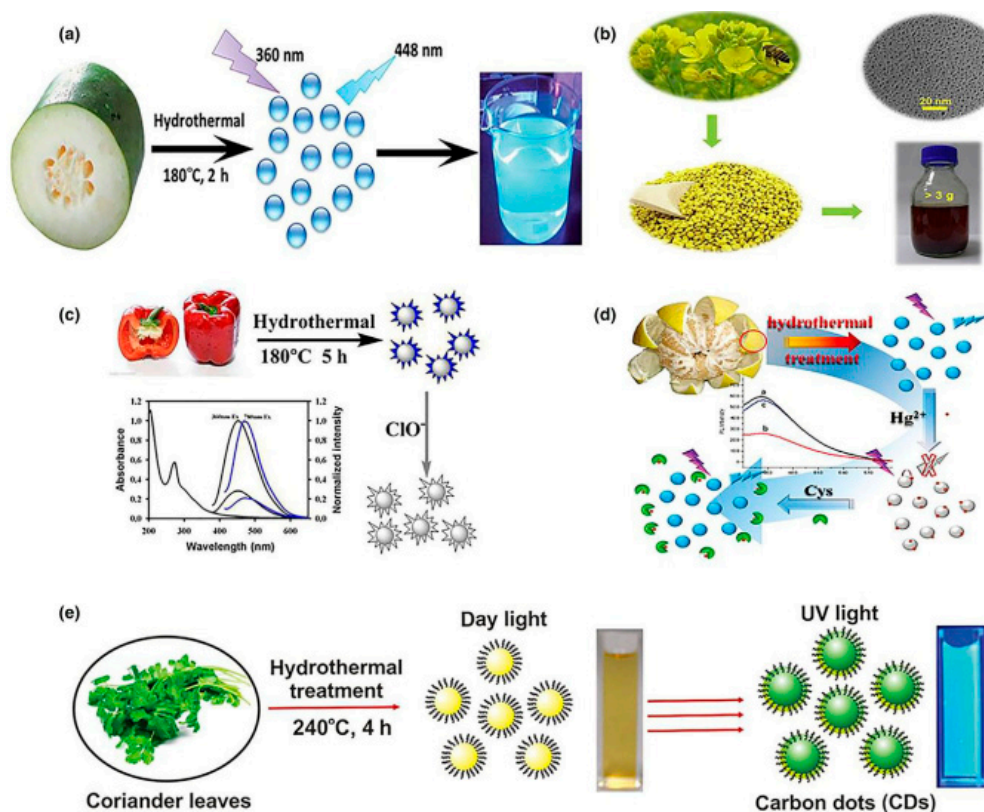 (a)
360 nm
448 nm
Hydrothermal
180°C, 2 h
(b)
20 nm
> 3 g
(c)
Hydrothermal
180°C 5 h
ClO⁻
Absorbance
1,0
0,8
0,6
0,4
0,2
0,0
1,2
1,0
0,8
0,6
0,4
0,2
0,0
Normalized intensity
200
300
400
500
600
Wavelength (nm)
(d)
hydrothermal
treatment
a
c
b
Hg²⁺
X
Cys
(e)
Coriander leaves
Hydrothermal
treatment
240°C, 4 h
Day light
UV light
Carbon dots (CDs)